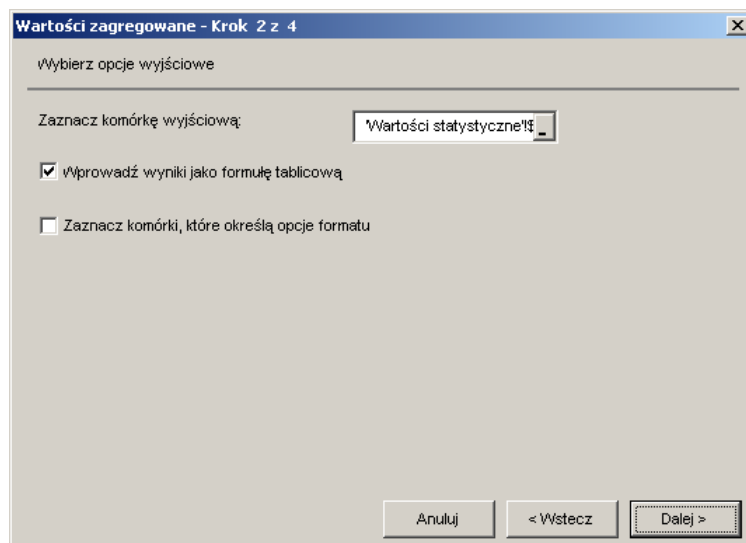 Wartości zagregowane - Krok 2 z 4
Wybierz opcje wyjściowe
Zaznacz komórkę wyjściową:
'Wartości statystyczne'!$
Wprowadź wyniki jako formułę tablicową
Zaznacz komórki, które określą opcje formatu
Anuluj
< Wstecz
Dalej >